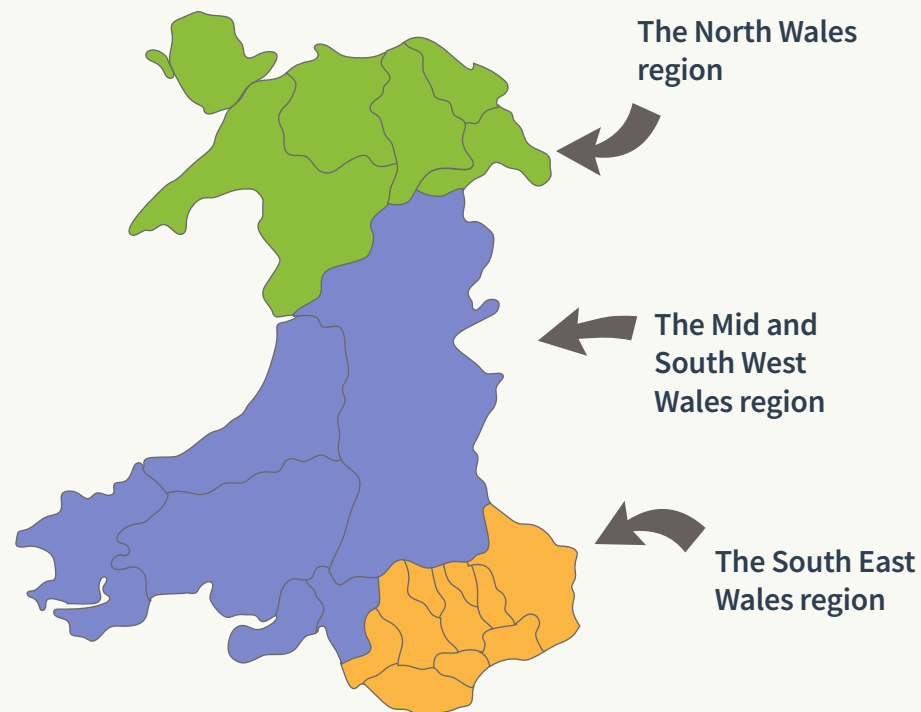 The North Wales
region
The Mid and
South West
Wales region
The South East
Wales region